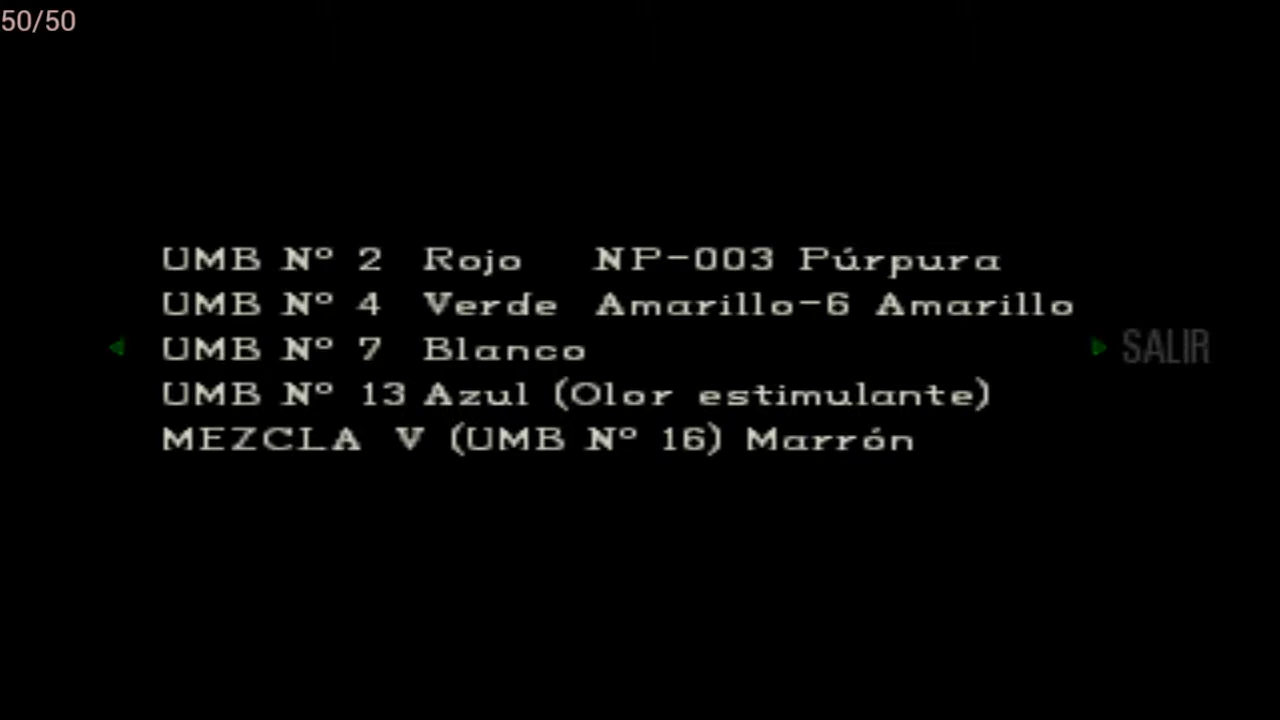 50/50
UMB Nº 2 Rojo NP-003 Púrpura
UMB Nº 4 Verde Amarillo-6 Amarillo
UMB Nº 7 Blanco
SALIR
UMB Nº 13 Azul (Olor estimulante)
MEZCLA V (UMB Nº 16) Marrón